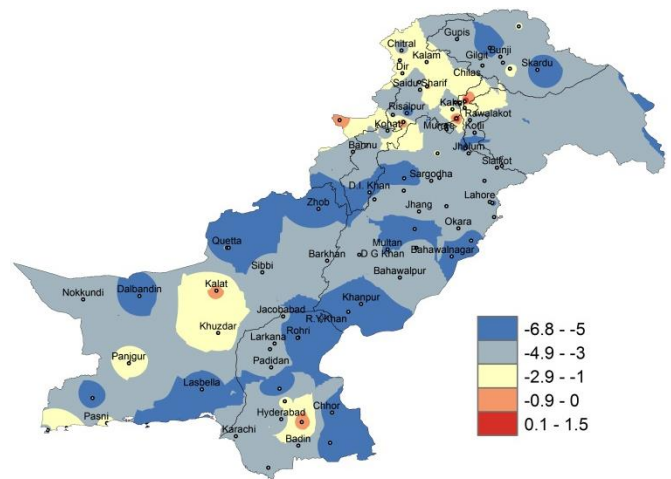 Gupis
Chitral
Kalam
Gilgit
Bunji
Dir
Skardu
Chilas
Saidu Sharif
Risalpur
Rawalakot
Kohat
Kotli
Bannu
Jhalum
Sialkot
Sargodha
D.I. Khan
Zhob
Jhang
Lahore
Okara
Quetta
Multan
D G Khan
Bahawalnagar
Barkhan
Sibbi
Bahawalpur
Kalat
Dalbandin
Nokkundi
Khanpur
Jacobabad
R.Y.Khan
Khuzdar
Rohri
Larkana
Panjgur
Padidan
Lasbella
Pasni
Hyderabad
Chhor
Karachi
Badin
-6.8 - -5
-4.9 - -3
-2.9 - -1
-0.9 - 0
0.1 - 1.5